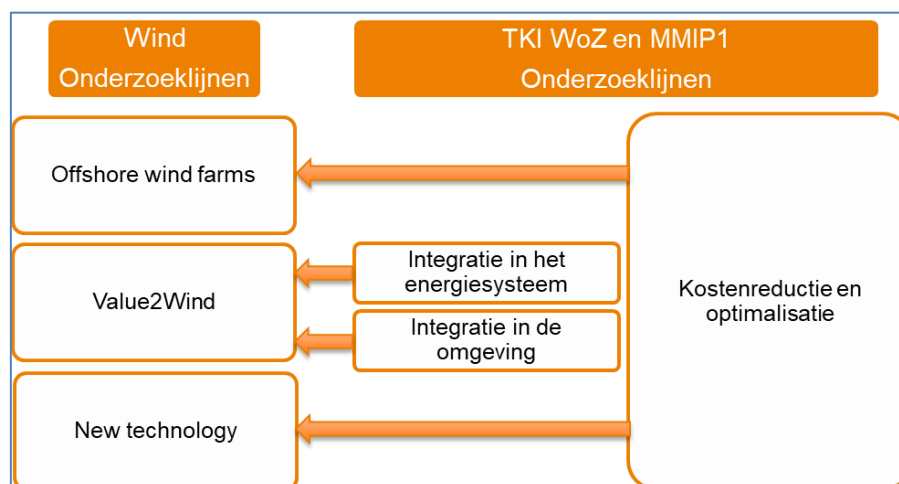 Wind
Onderzoeklijnen
TKI WoZ en MMIP1
Onderzoeklijnen
Offshore wind farms
Value2Wind
New technology
Integratie in het
energiesysteem
Integratie in de
omgeving
Kostenreductie en
optimalisatie